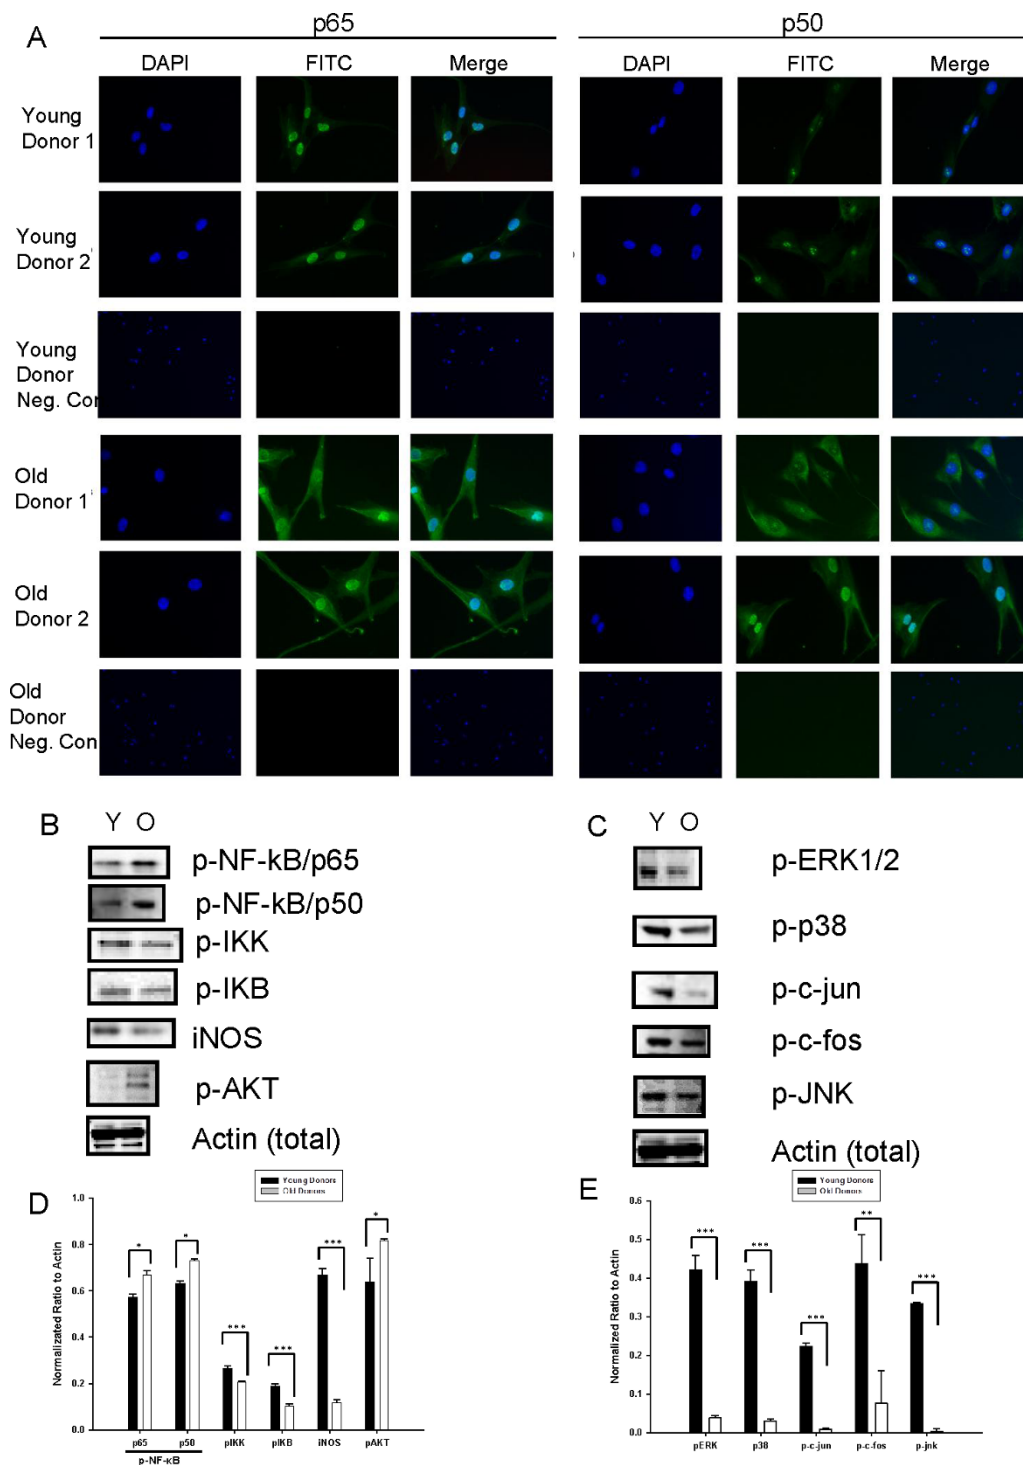 A
p65
p50
DAPI
FITC
Merge
DAPI
FITC
Merge
Young
Donor 1
Young
Donor 2
Young
Donor
Neg. Con
Old
Donor 1
Old
Donor 2
Old
Donor
Neg. Con
B
Y O
p-NF-kB/p65
p-NF-kB/p50
p-IKK
p-IKB
iNOS
p-AKT
Actin (total)
C
Y O
p-ERK1/2
p-p38
p-c-jun
p-c-fos
p-JNK
Actin (total)
D
Young Donors
Old Donors
Normalizated Ratio to Actin
1.0
0.8
0.6
0.4
0.2
0.0
*
*
***
***
***
*
p65
p50
pIKK
pIKB
iNOS
pAKT
p-NF-κB
E
Young Donors
Old Donors
Normalized Ratio to Actin
0.6
0.5
0.4
0.3
0.2
0.1
0.0
***
***
***
**
***
pERK
p38
p-c-jun
p-c-fos
p-jnk